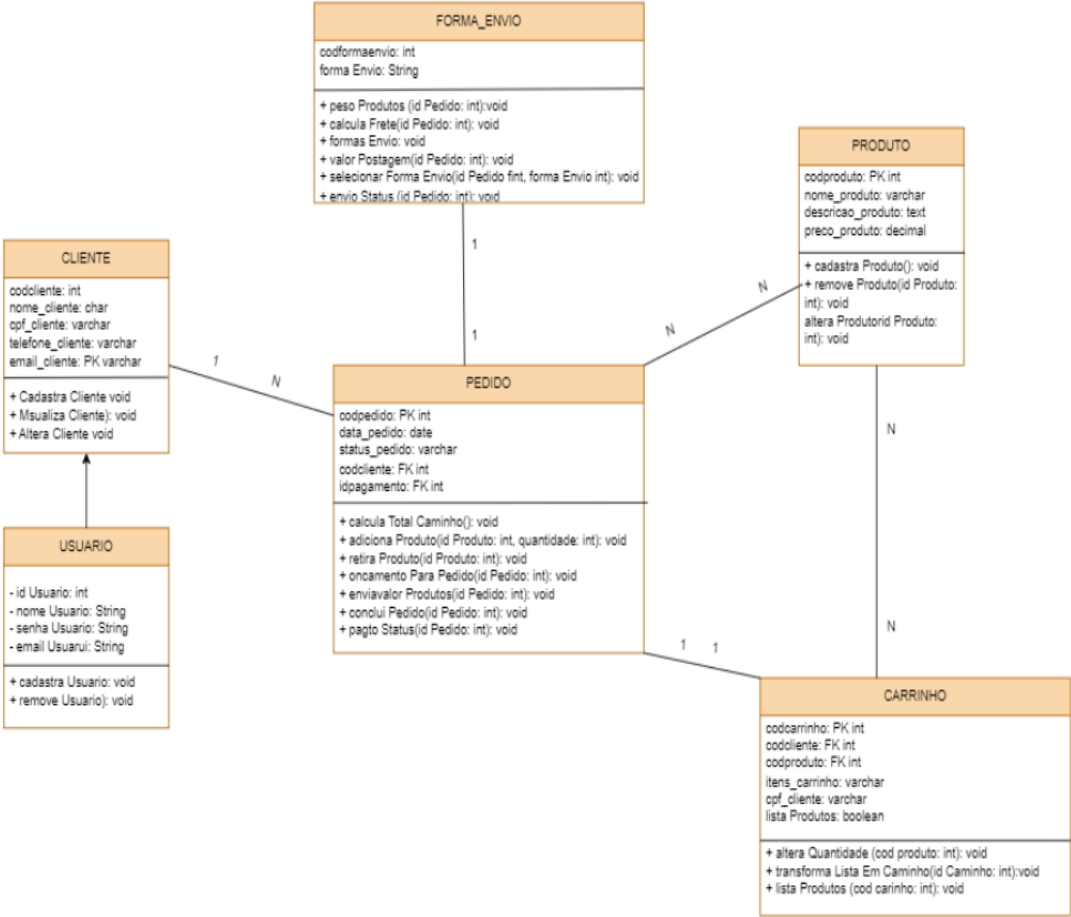 FORMA_ENVIO
codformaenvio: int
forma Envio: String
+ peso Produtos (id Pedido: int):void
+ calcula Frete(id Pedido: int): void
+ formas Envio: void
+ valor Postagem(id Pedido: int): void
+ selecionar Forma Envio(id Pedido fint, forma Envio int): void
+ envio Status (id Pedido: int): void
PRODUTO
codproduto: PK int
nome_produto: varchar
descricao_produto: text
preco_produto: decimal
+ cadastra Produto(): void
+ remove Produto(id Produto:
int): void
altera Produtorid Produto:
int): void
CLIENTE
codcliente: int
nome_cliente: char
cpf_cliente: varchar
telefone_cliente: varchar
email_cliente: PK varchar
+ Cadastra Cliente void
+ Msualiza Cliente): void
+ Altera Cliente void
1
1
N
N
1
N
PEDIDO
codpedido: PK int
data_pedido: date
status_pedido: varchar
codcliente: FK int
idpagamento: FK int
+ calcula Total Caminho(): void
+ adiciona Produto(id Produto: int, quantidade: int): void
+ retira Produto(id Produto: int): void
+ oncamento Para Pedido(id Pedido: int): void
+ enviavalor Produtos(id Pedido: int): void
+ conclui Pedido(id Pedido: int): void
+ pagto Status(id Pedido: int): void
USUARIO
- id Usuario: int
- nome Usuario: String
- senha Usuario: String
- email Usuarui: String
+ cadastra Usuario: void
+ remove Usuario): void
N
N
1 1
CARRINHO
codcarrinho: PK int
codcliente: FK int
codproduto: FK int
itens_carrinho: varchar
cpf_cliente: varchar
lista Produtos: boolean
+ altera Quantidade (cod produto: int): void
+ transforma Lista Em Caminho(id Caminho: int):void
+ lista Produtos (cod carinho: int): void